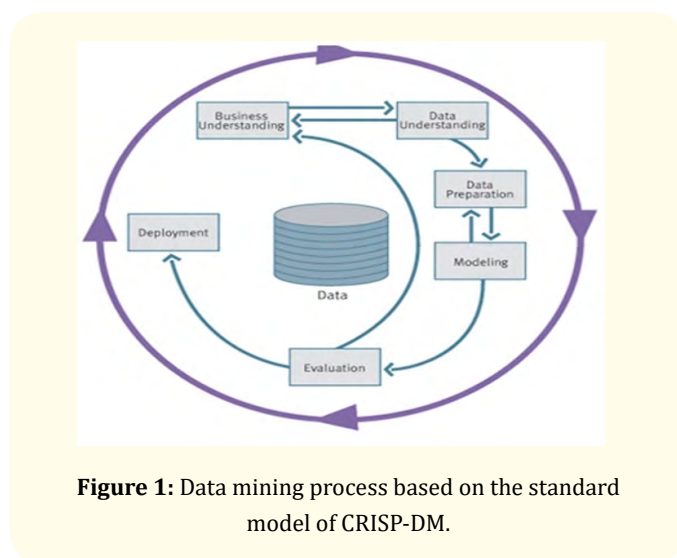 Business
Understanding
Data
Understanding
Data
Preparation
Deployment
Modeling
Data
Evaluation
Figure 1: Data mining process based on the standard
model of CRISP-DM.